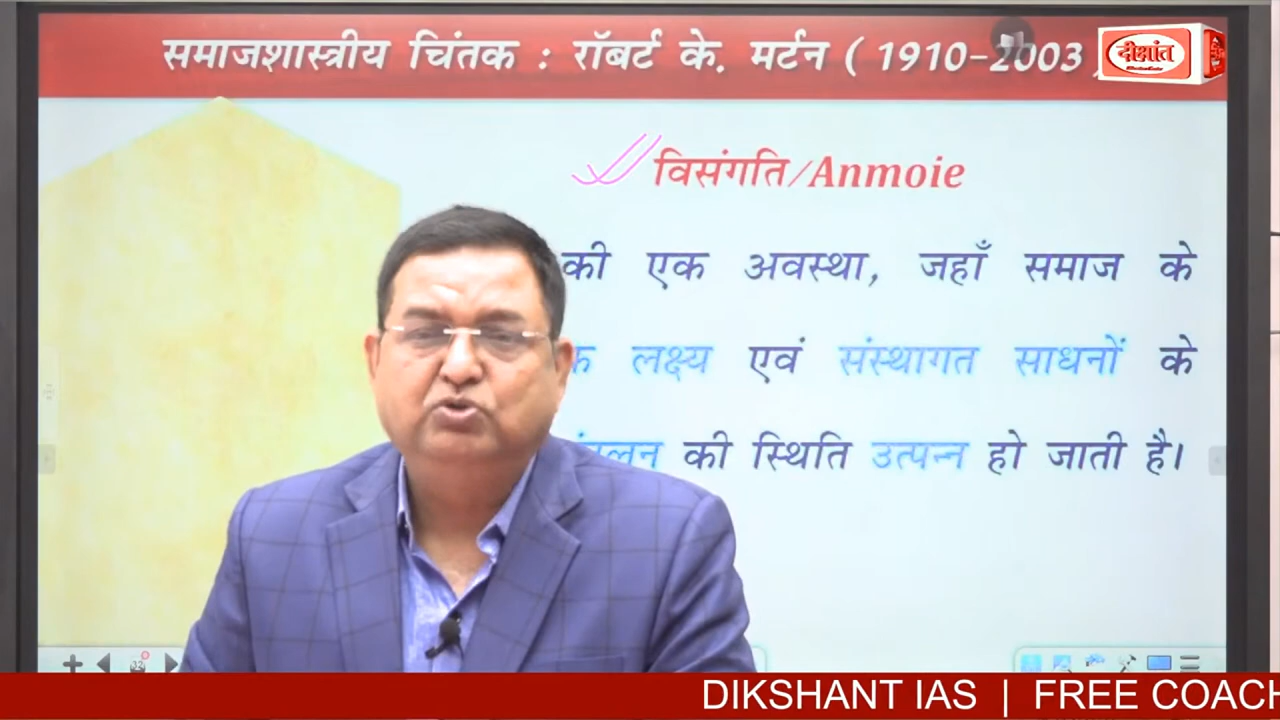 समाजशास्त्रीय चिंतक : रॉबर्ट के. मर्टन ( 1910-2003 )
दीक्षांत
विसंगति/Anmoie
की एक अवस्था, जहाँ समाज के
लक्ष्य एवं संस्थागत साधनों के
की स्थिति उत्पन्न हो जाती है।
32
DIKSHANT IAS | FREE COACH